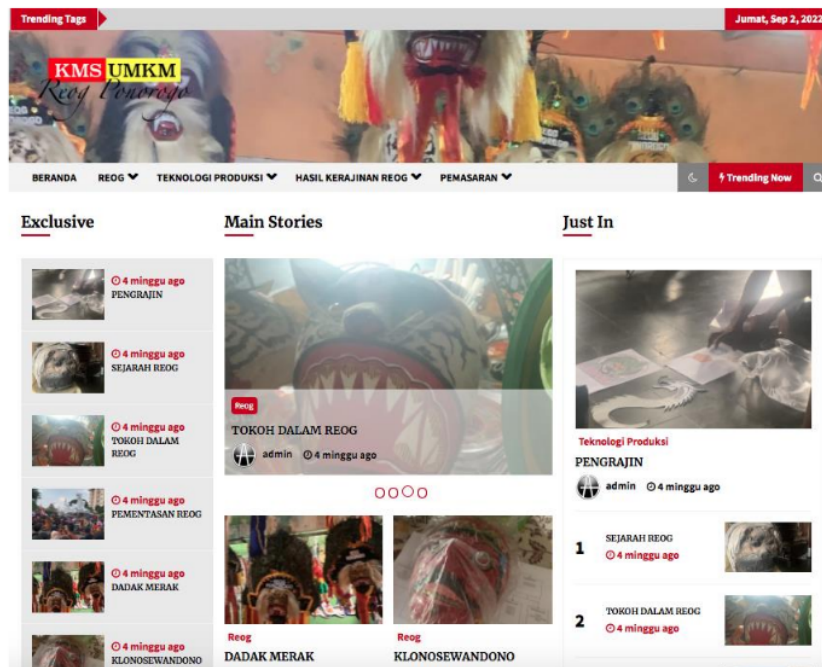 Trending Tags
Jumat, Sep 2, 2022
KMS UMKM
Reog Ponorogo
BERANDA REOG TEKNOLOGI PRODUKSI HASIL KERAJINAN REOG PEMASARAN
Trending Now
Exclusive
4 minggu ago
PENGRAJIN
4 minggu ago
SEJARAH REOG
4 minggu ago
TOKOH DALAM
REOG
4 minggu ago
PEMENTASAN REOG
4 minggu ago
DADAK MERAK
4 minggu ago
KLONOSEWANDONO
Main Stories
Reog
TOKOH DALAM REOG
admin 4 minggu ago
Reog
DADAK MERAK
Reog
KLONOSEWANDONO
Just In
Teknologi Produksi
PENGRAJIN
admin 4 minggu ago
1
SEJARAH REOG
4 minggu ago
2
TOKOH DALAM REOG
4 minggu ago